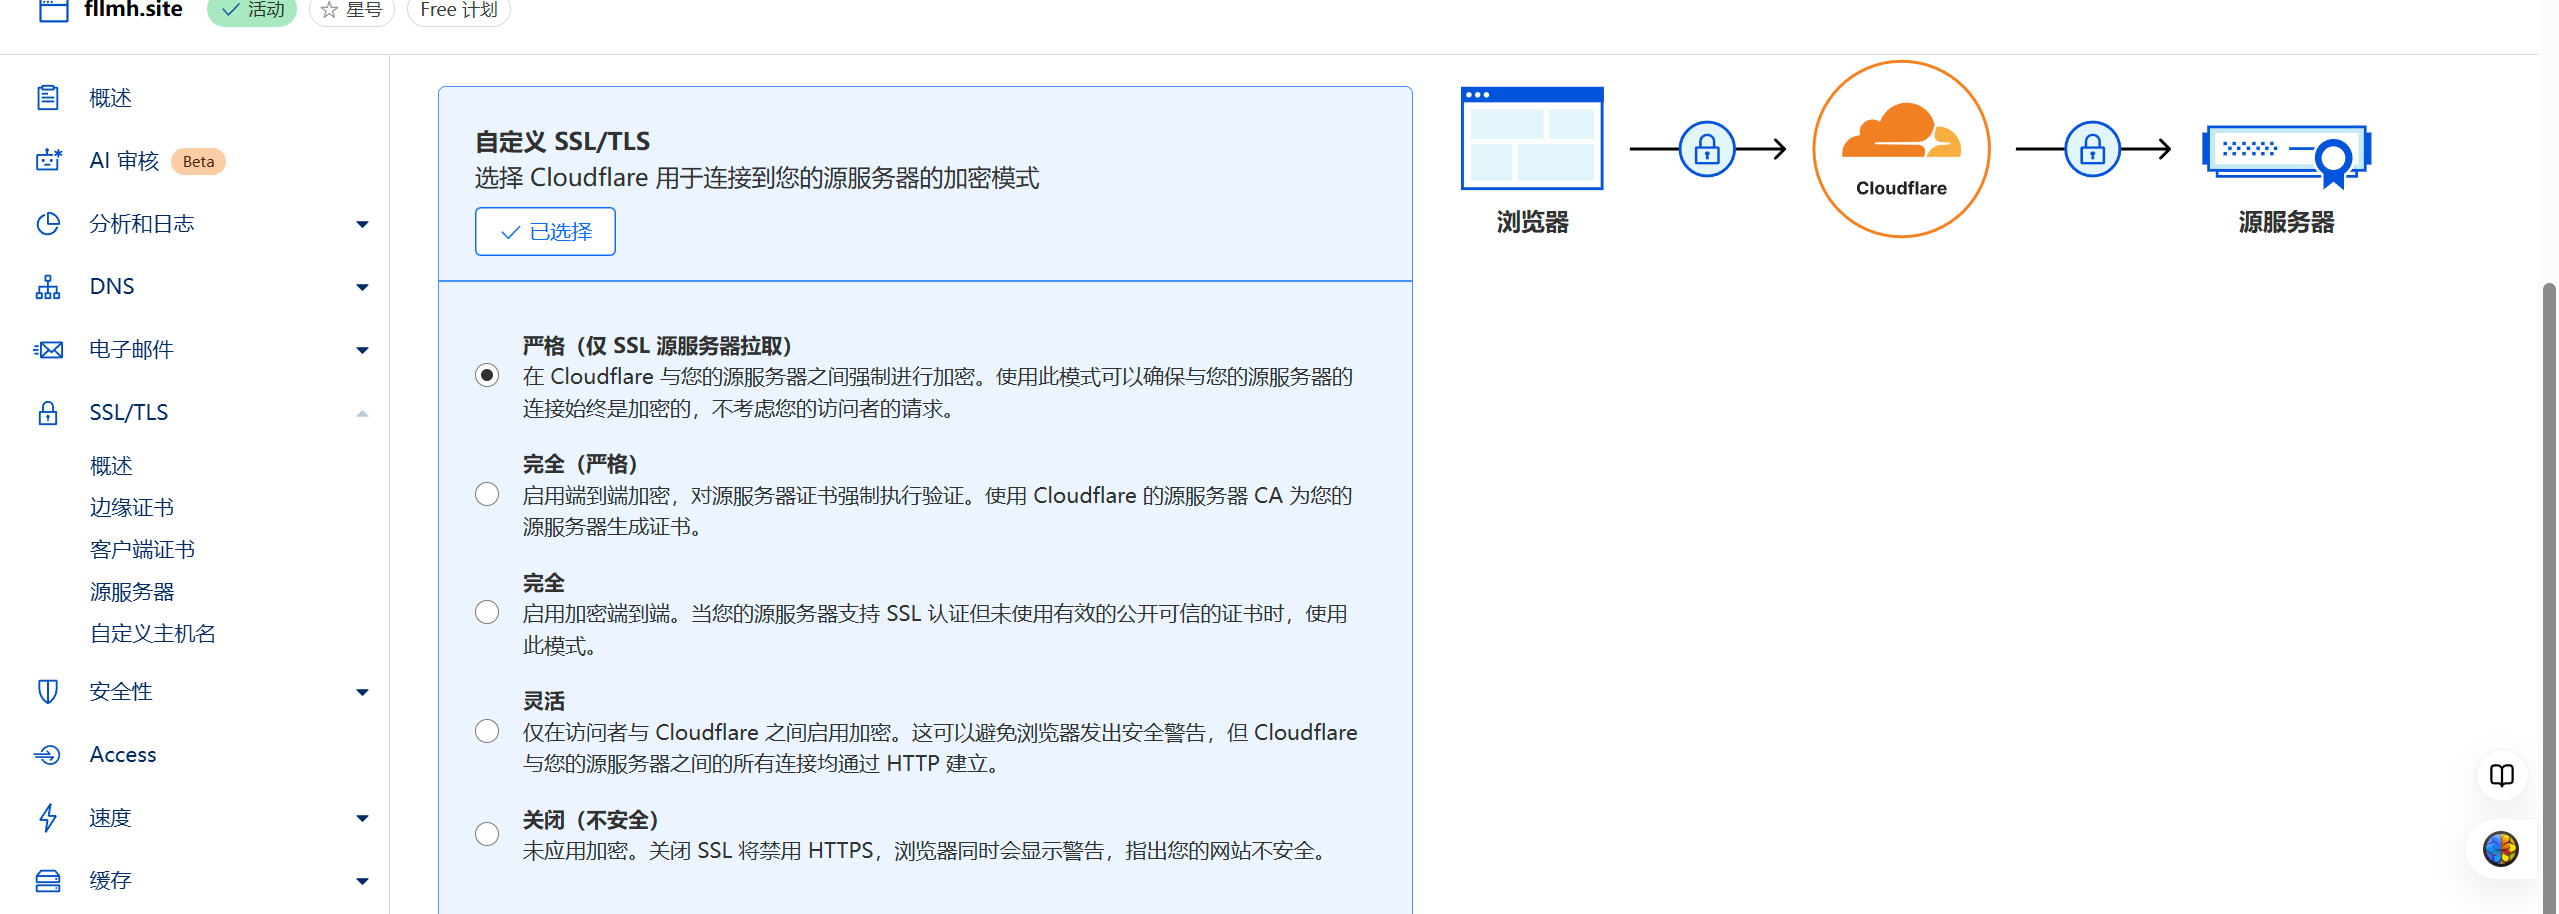 fllmh.site
活动
星号
Free 计划
概述
AI 审核
Beta
分析和日志
DNS
电子邮件
SSL/TLS
概述
边缘证书
客户端证书
源服务器
自定义主机名
安全性
Access
速度
缓存
自定义 SSL/TLS
选择 Cloudflare 用于连接到您的源服务器的加密模式
已选择
严格（仅 SSL 源服务器拉取）
在 Cloudflare 与您的源服务器之间强制进行加密。使用此模式可以确保与您的源服务器的
连接始终是加密的，不考虑您的访问者的请求。
完全（严格）
启用端到端加密，对源服务器证书强制执行验证。使用 Cloudflare 的源服务器 CA 为您的
源服务器生成证书。
完全
启用加密端到端。当您的源服务器支持 SSL 认证但未使用有效的公开可信的证书时，使用
此模式。
灵活
仅在访问者与 Cloudflare 之间启用加密。这可以避免浏览器发出安全警告，但 Cloudflare
与您的源服务器之间的所有连接均通过 HTTP 建立。
关闭（不安全）
未应用加密。关闭 SSL 将禁用 HTTPS，浏览器同时会显示警告，指出您的网站不安全。
浏览器
Cloudflare
源服务器